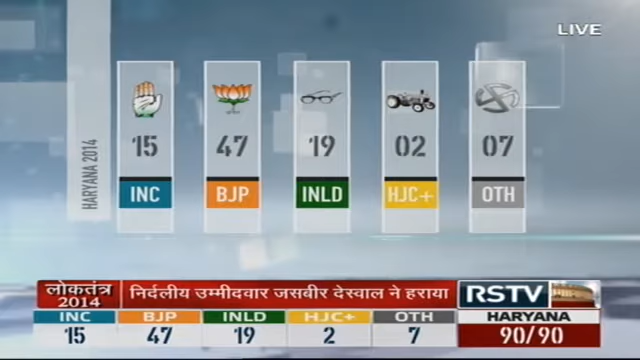 LIVE
HARYANA 2014
15 47 19 02 07
INC BJP INLD HJC+ OTH
लोकतंत्र
2014
निर्दलीय उम्मीदवार जसबीर देस्वाल ने हराया
RSTV
INC BJP INLD HJC+ OTH HARYANA
15 47 19 2 7 90/90